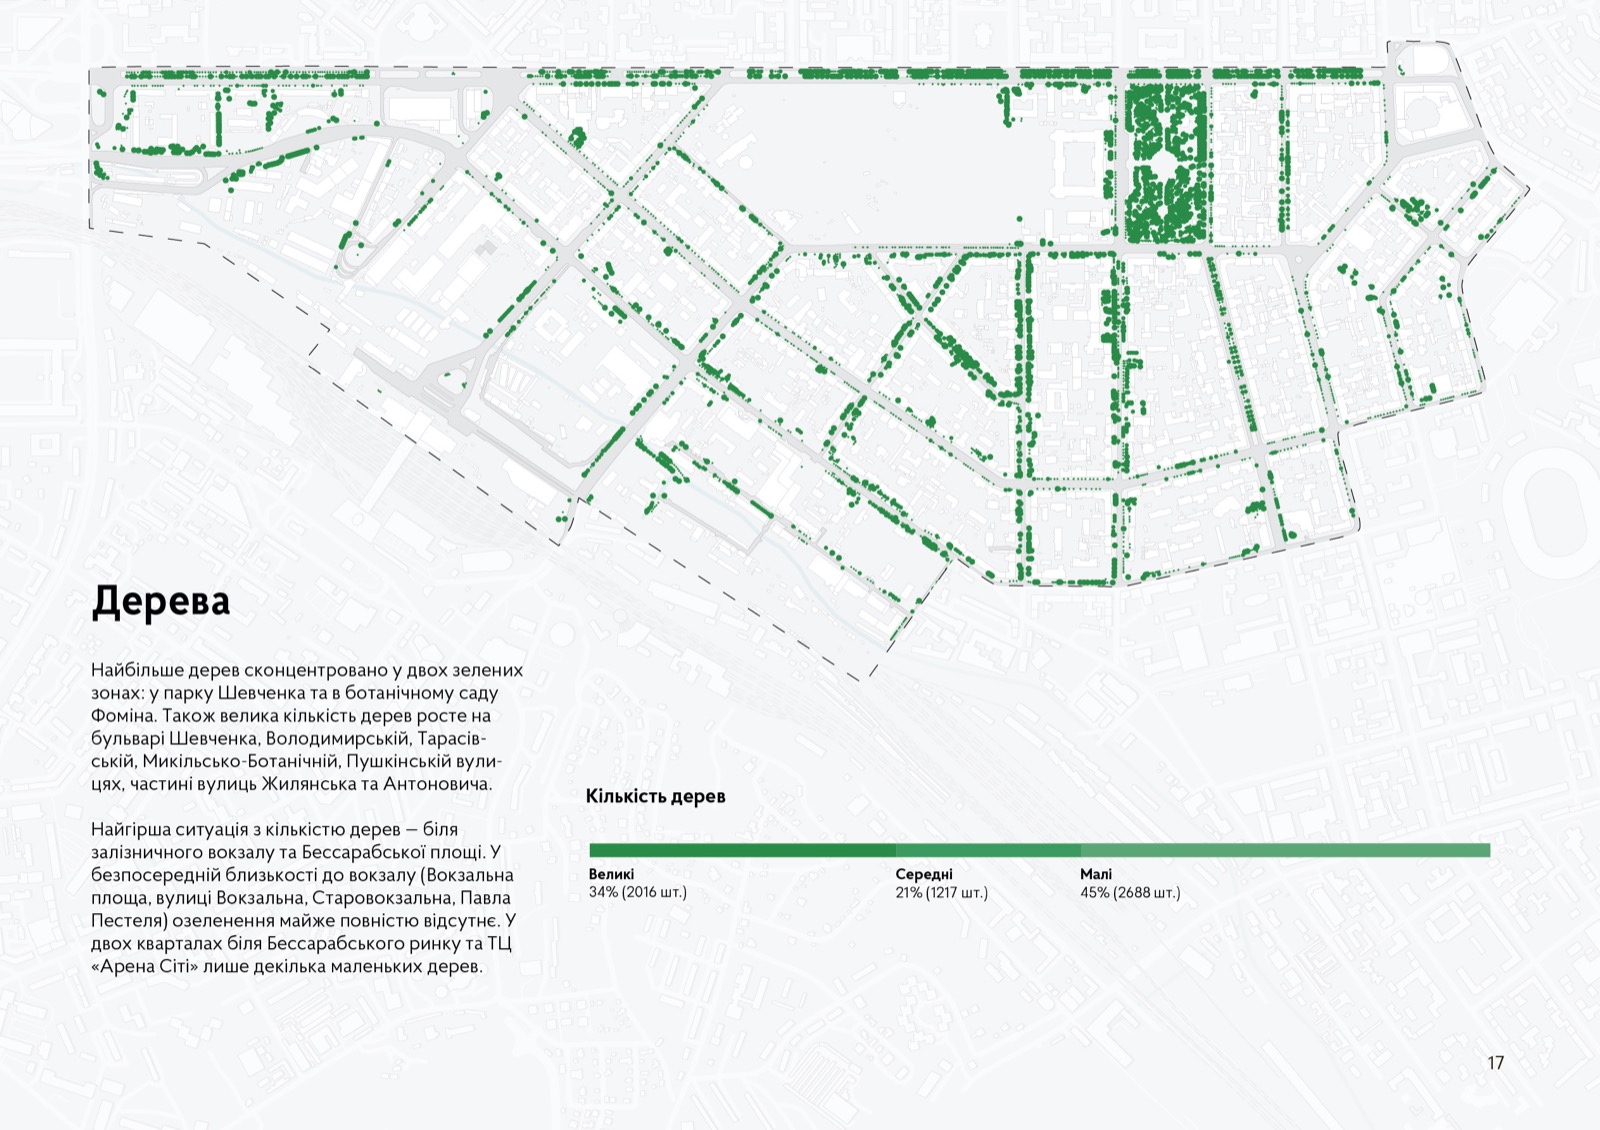 Дерева
Найбільше дерев сконцентровано у двох зелених
зонах: у парку Шевченка та в ботанічному саду
Фоміна. Також велика кількість дерев росте на
бульварі Шевченка, Володимирській, Тарасів-
ській, Микільсько-Ботанічній, Пушкінській вули-
цях, частині вулиць Жилянська та Антоновича.
Найгірша ситуація з кількістю дерев — біля
залізничного вокзалу та Бессарабської площі. У
безпосередній близькості до вокзалу (Вокзальна
площа, вулиці Вокзальна, Старовокзальна, Павла
Пестеля) озеленення майже повністю відсутнє. У
двох кварталах біля Бессарабського ринку та ТЦ
«Арена Сіті» лише декілька маленьких дерев.
Кількість дерев
Великі
34% (2016 шт.)
Середні
21% (1217 шт.)
Малі
45% (2688 шт.)
17